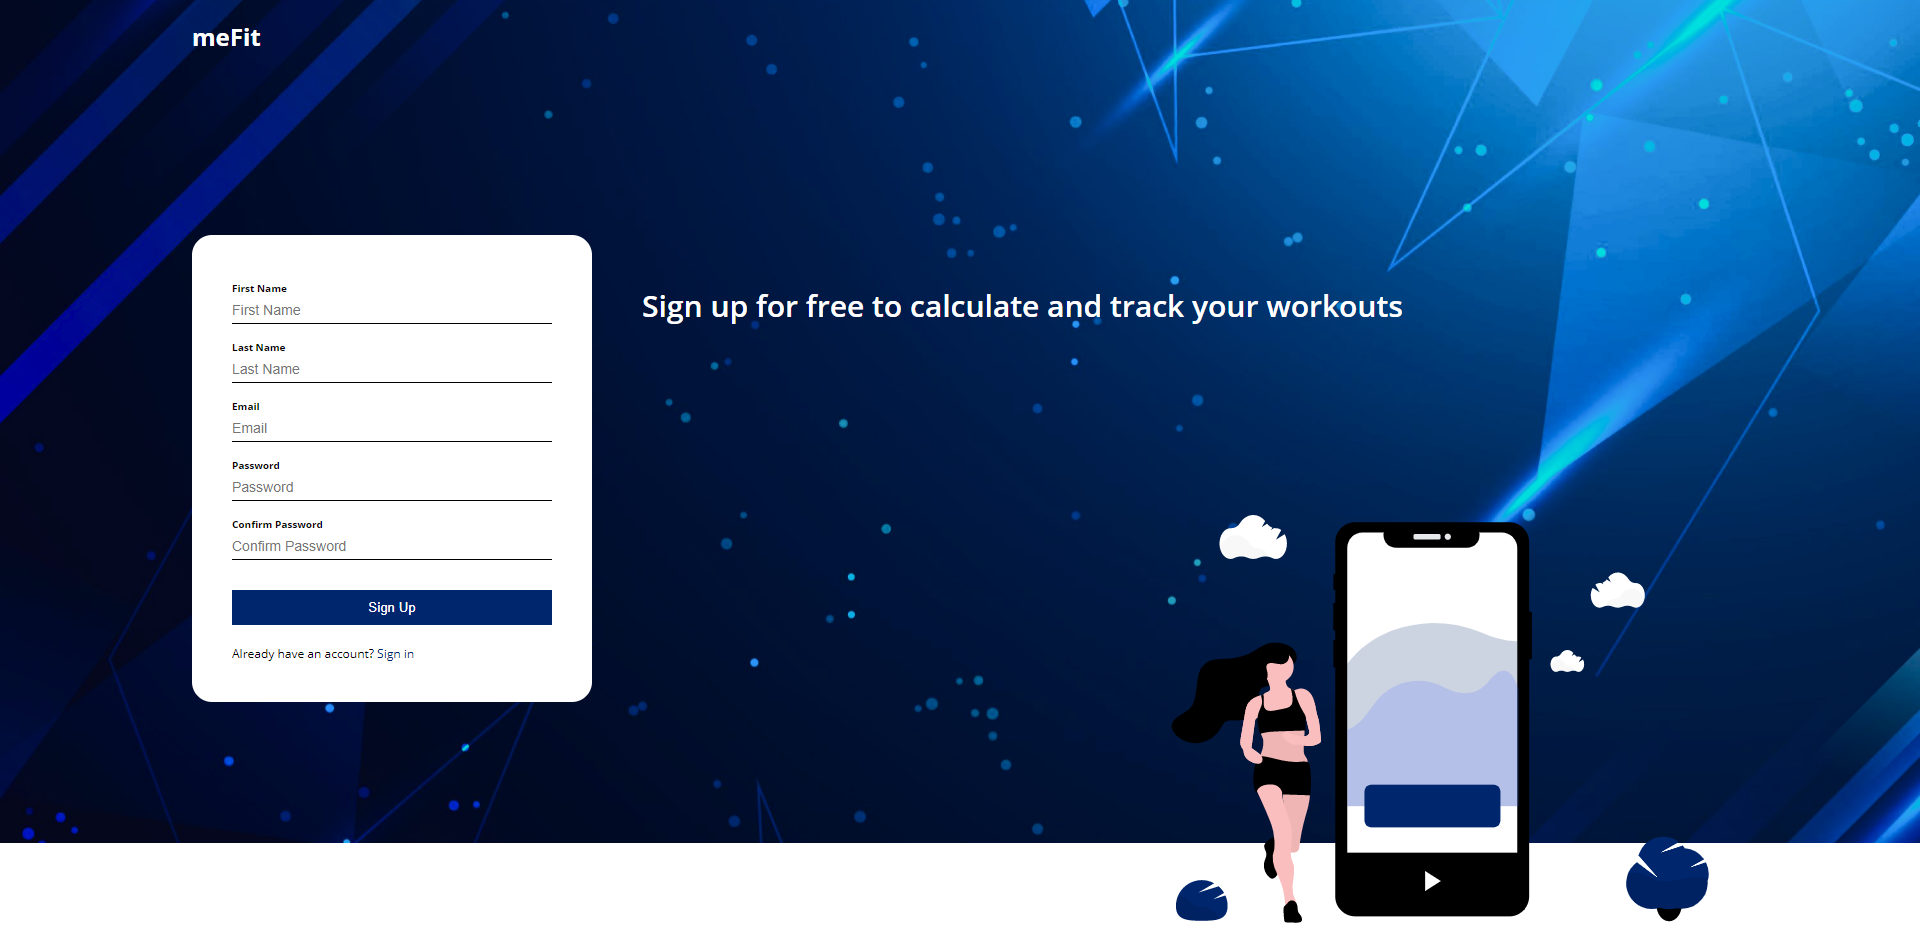 meFit
First Name
First Name
Last Name
Last Name
Email
Email
Password
Password
Confirm Password
Confirm Password
Sign Up
Already have an account? Sign in
Sign up for free to calculate and track your workouts